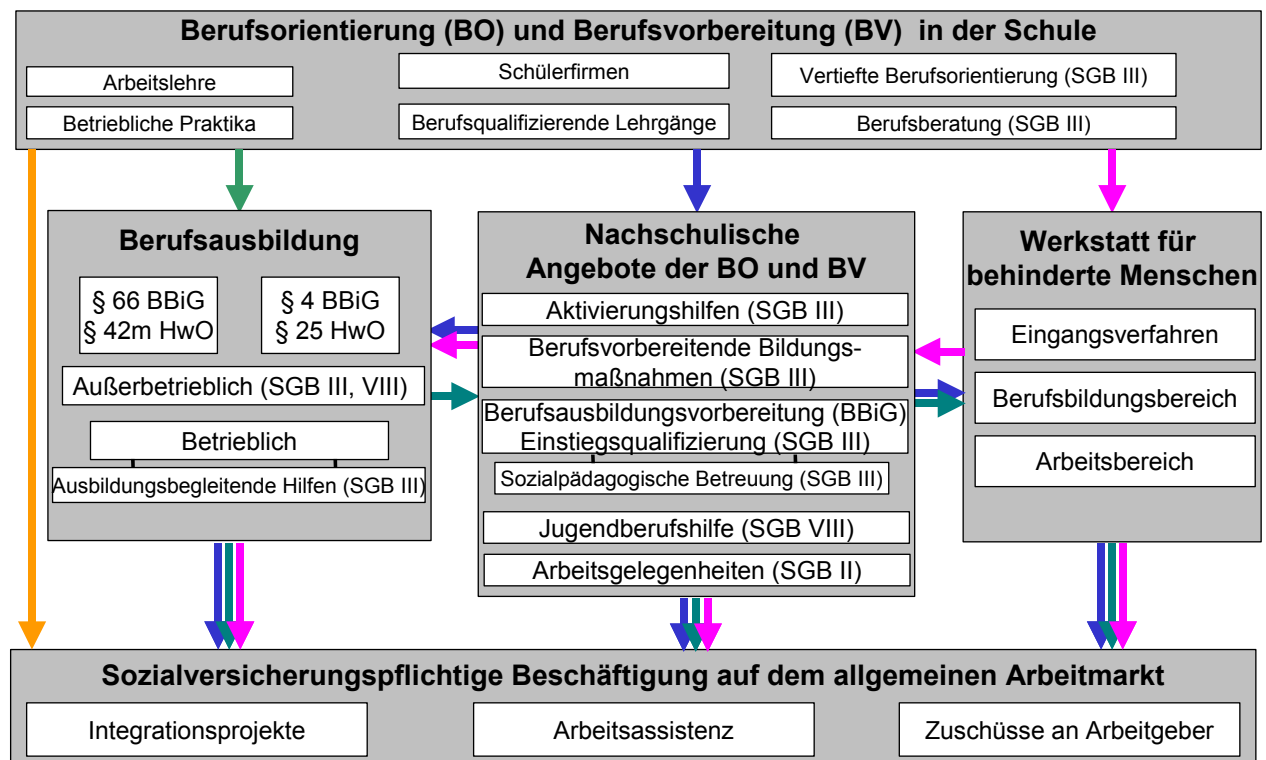 Berufsorientierung (BO) und Berufsvorbereitung (BV) in der Schule
Arbeitslehre
Schülerfirmen
Vertiefte Berufsorientierung (SGB III)
Betriebliche Praktika
Berufsqualifizierende Lehrgänge
Berufsberatung (SGB III)
Berufsausbildung
§ 66 BBiG
§ 42m HwO
§ 4 BBiG
§ 25 HwO
Außerbetrieblich (SGB III, VIII)
Betrieblich
Ausbildungsbegleitende Hilfen (SGB III)
Nachschulische
Angebote der BO und BV
Aktivierungshilfen (SGB III)
Berufsvorbereitende Bildungs-
maßnahmen (SGB III)
Berufsausbildungsvorbereitung (BBiG)
Einstiegsqualifizierung (SGB III)
Sozialpädagogische Betreuung (SGB III)
Jugendberufshilfe (SGB VIII)
Arbeitsgelegenheiten (SGB II)
Werkstatt für
behinderte Menschen
Eingangsverfahren
Berufsbildungsbereich
Arbeitsbereich
Sozialversicherungspflichtige Beschäftigung auf dem allgemeinen Arbeitmarkt
Integrationsprojekte
Arbeitsassistenz
Zuschüsse an Arbeitgeber